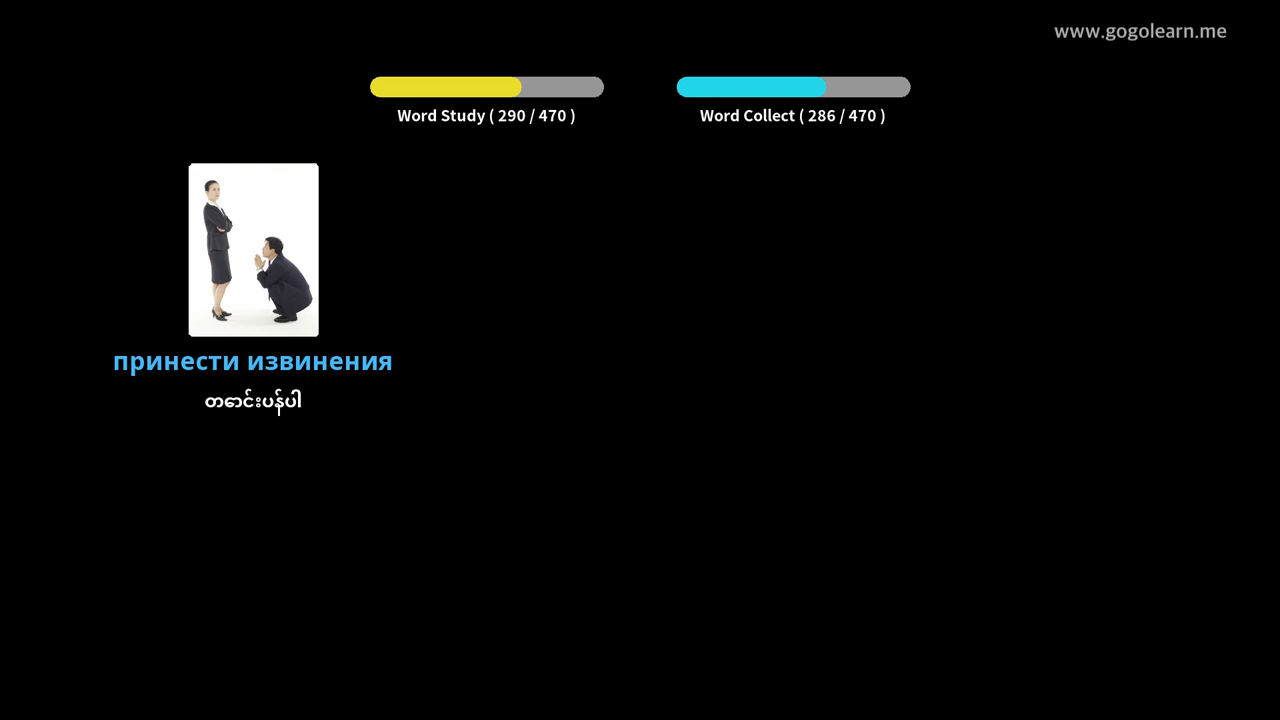 www.gogolearn.me
Word Study ( 290 / 470 )
Word Collect ( 286 / 470 )
принести извинения
တောင်းပန်ပါ